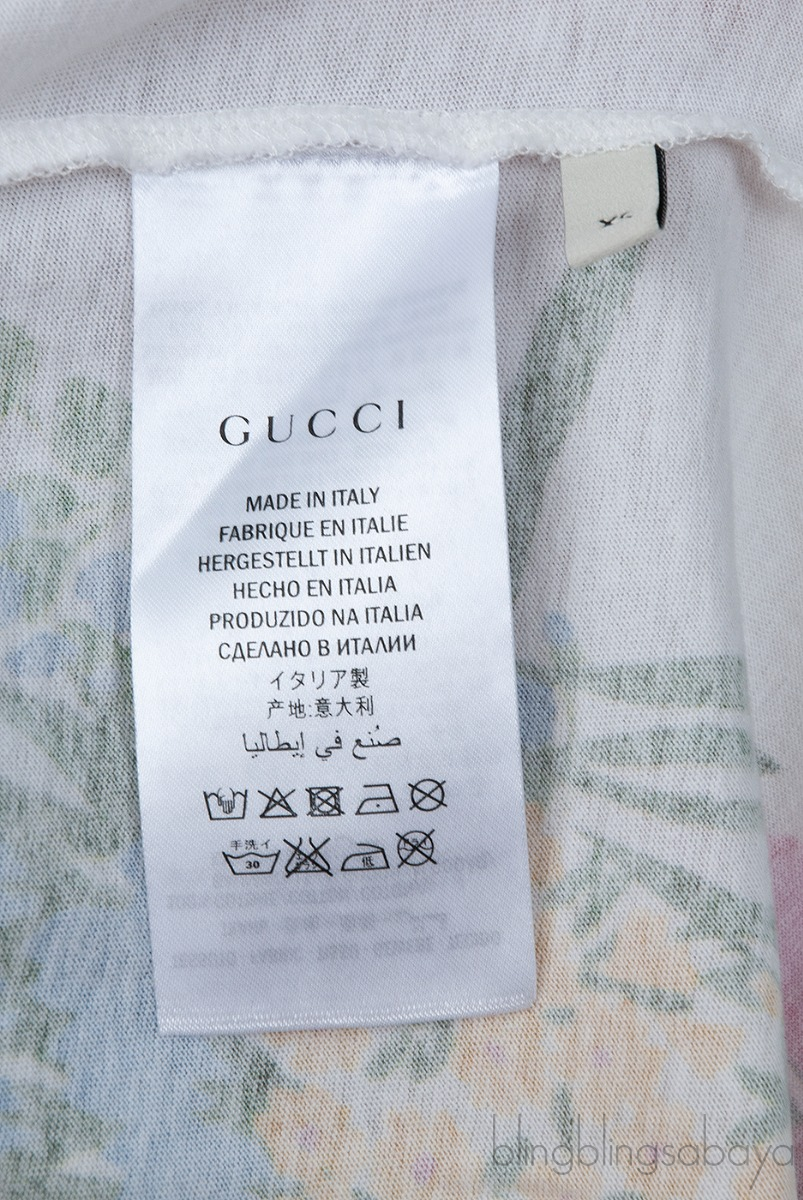 GUCCI
MADE IN ITALY
FABRIQUE EN ITALIE
HERGESTELLT IN ITALIEN
HECHO EN ITALIA
PRODUZIDO NA ITALIA
СДЕЛАНО В ИТАЛИИ
イタリア製
产地:意大利
صُنع في إيطاليا
手洗イ
30
低
blingblingsabaya